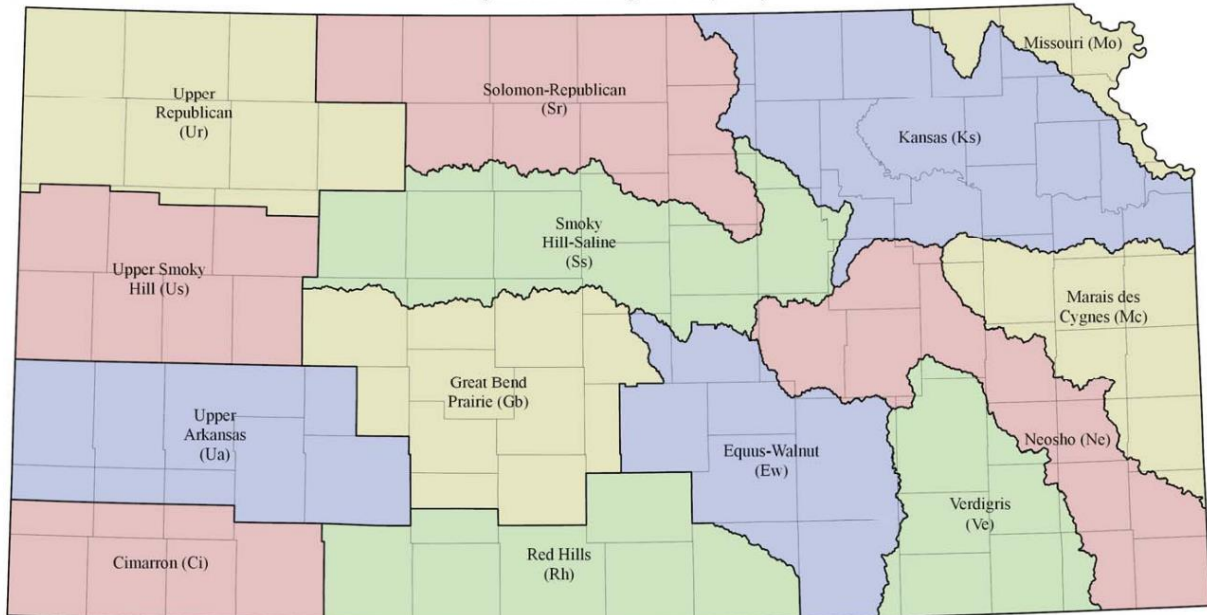 Missouri (Mo)
Upper
Republican
(Ur)
Solomon-Republican
(Sr)
Kansas (Ks)
Smoky
Hill-Saline
(Ss)
Upper Smoky
Hill (Us)
Marais des
Cygnes (Mc)
Great Bend
Prairie (Gb)
Upper
Arkansas
(Ua)
Equus-Walnut
(Ew)
Neosho (Ne)
Verdigris
(Ve)
Cimarron (Ci)
Red Hills
(Rh)